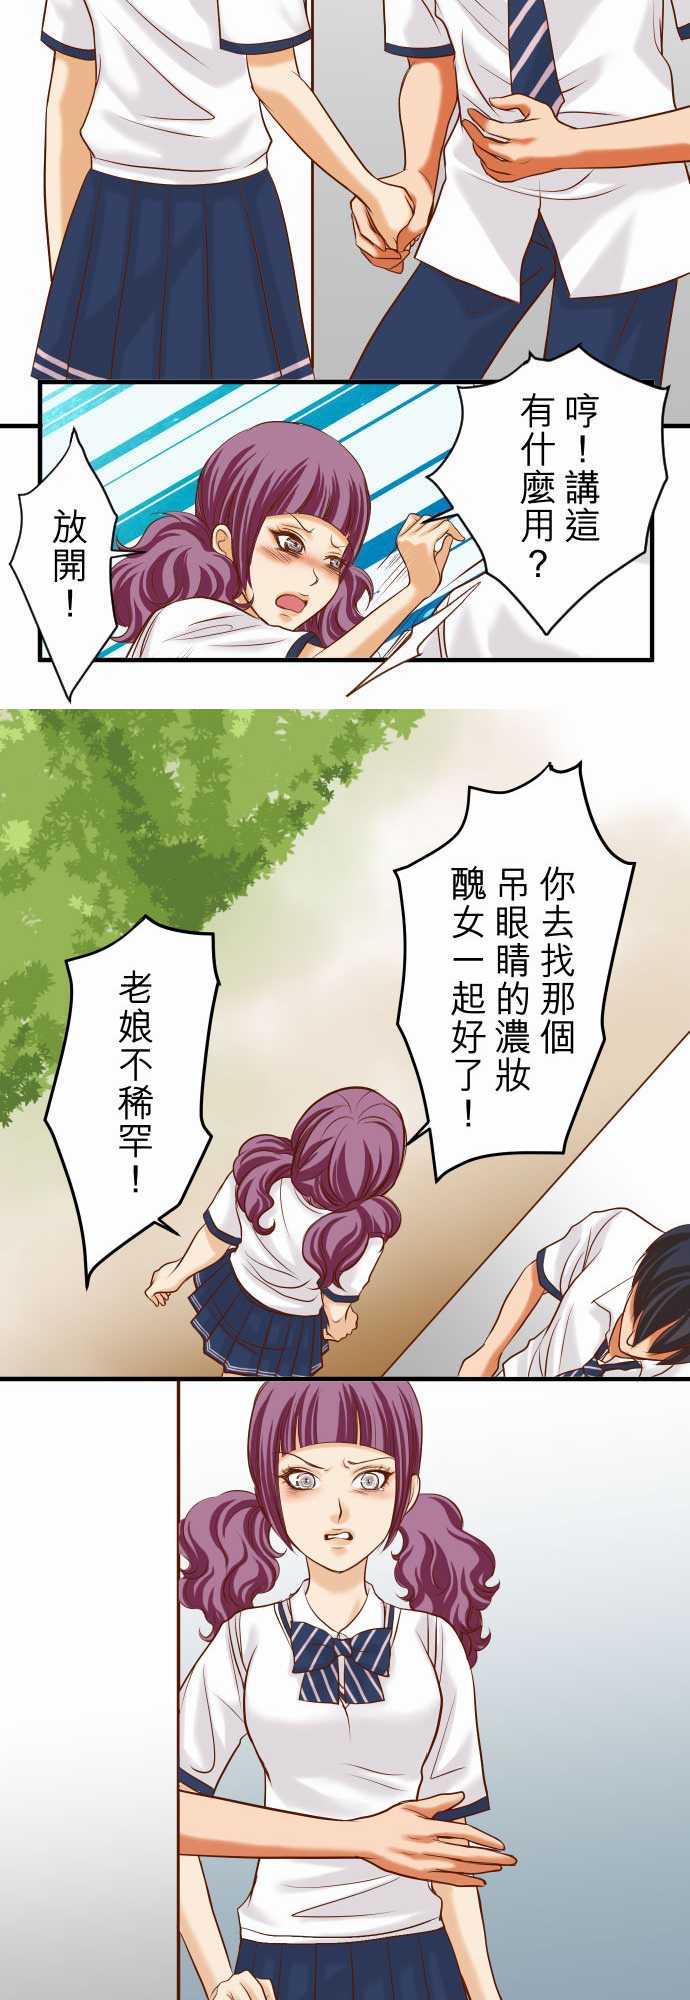 哼！講這
有什麼用？
放開！
你去找那個
吊眼睛的濃妝
醜女一起好了！
老娘不稀罕！